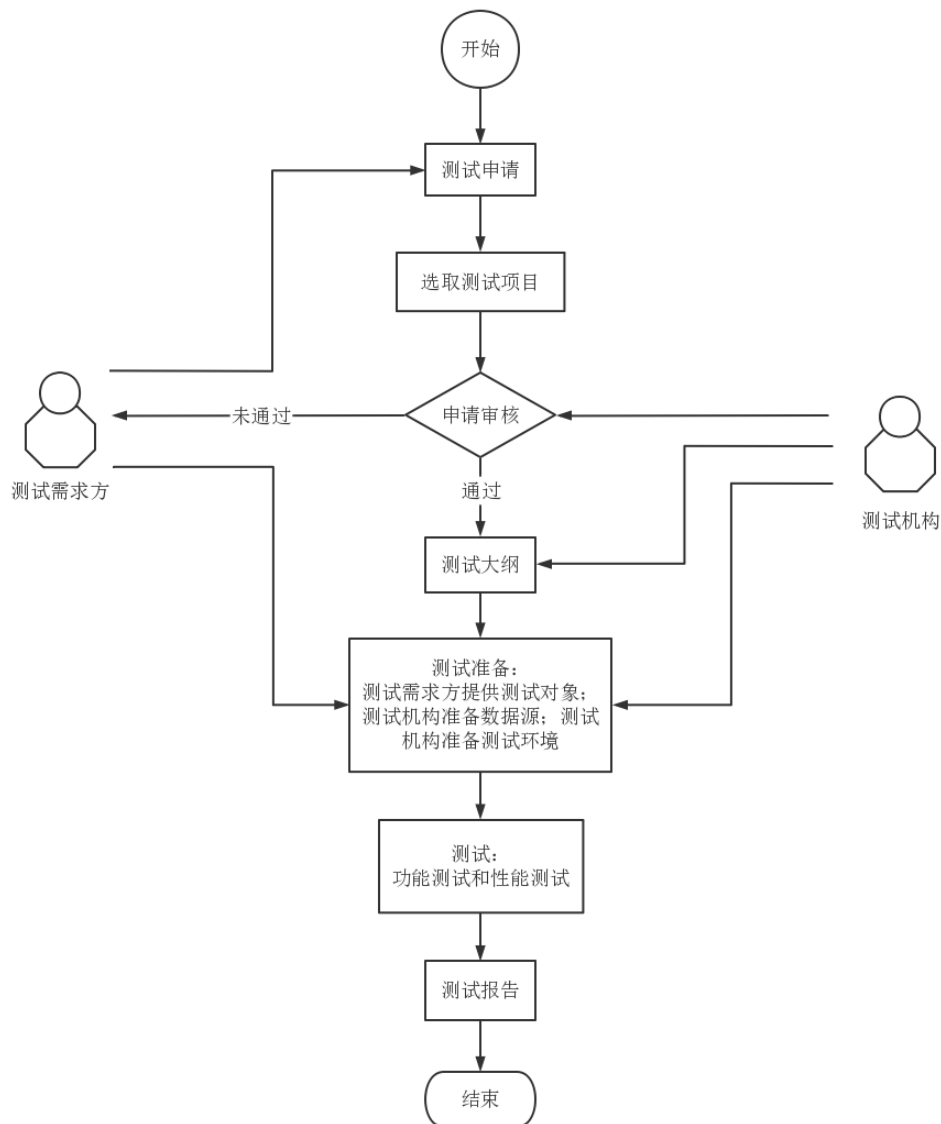 开始
测试申请
选取测试项目
申请审核
未通过
通过
测试需求方
测试机构
测试大纲
测试准备：
测试需求方提供测试对象；
测试机构准备数据源；测试
机构准备测试环境
测试：
功能测试和性能测试
测试报告
结束